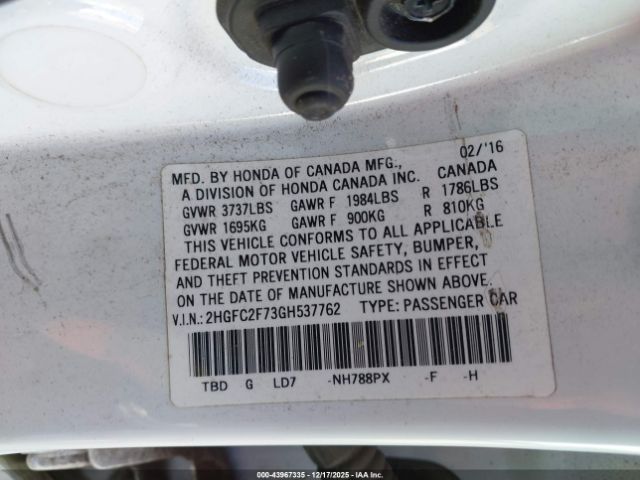 MFD. BY HONDA OF CANADA MFG., 02/'16
A DIVISION OF HONDA CANADA INC. CANADA
GVWR 3737LBS GAWR F 1984LBS R 1786LBS
GVWR 1695KG GAWR F 900KG R 810KG
THIS VEHICLE CONFORMS TO ALL APPLICABLE
FEDERAL MOTOR VEHICLE SAFETY, BUMPER,
AND THEFT PREVENTION STANDARDS IN EFFECT
ON THE DATE OF MANUFACTURE SHOWN ABOVE.
V.I.N.: 2HGFC2F73GH537762 TYPE: PASSENGER CAR
TBD G LD7 -NH788PX -F -H
000-43967335 - 12/17/2025 - IAA Inc.